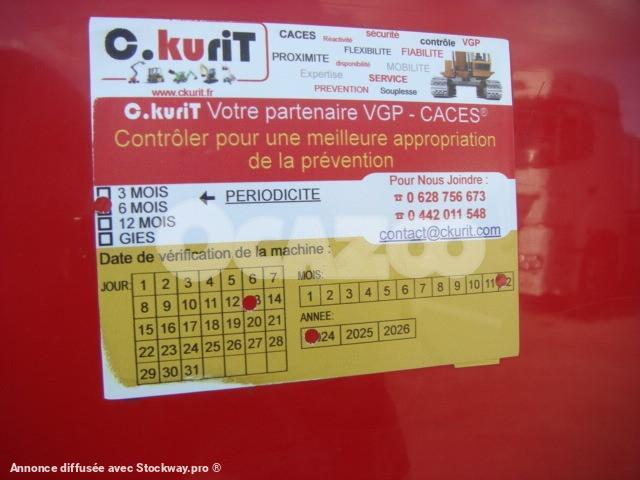 C.kuriT
www.ckurit.fr
CACES Réactivité sécurité contrôle VGP
PROXIMITE FLEXIBILITE FIABILITE
disponibilité MOBILITE
Expertise SERVICE
PREVENTION Souplesse
C.kuriT Votre partenaire VGP - CACES®
Contrôler pour une meilleure appropriation
de la prévention
3 MOIS
6 MOIS
12 MOIS
GIES
← PERIODICITE
Pour Nous Joindre :
☎ 0 628 756 673
☎ 0 442 011 548
contact@ckurit.com
Date de vérification de la machine :
JOUR:
1 2 3 4 5 6 7
8 9 10 11 12 13 14
15 16 17 18 19 20 21
22 23 24 25 26 27 28
29 30 31
MOIS:
1 2 3 4 5 6 7 8 9 10 11 12
ANNEE:
2024 2025 2026
OCAZOO
Annonce diffusée avec Stockway.pro ®